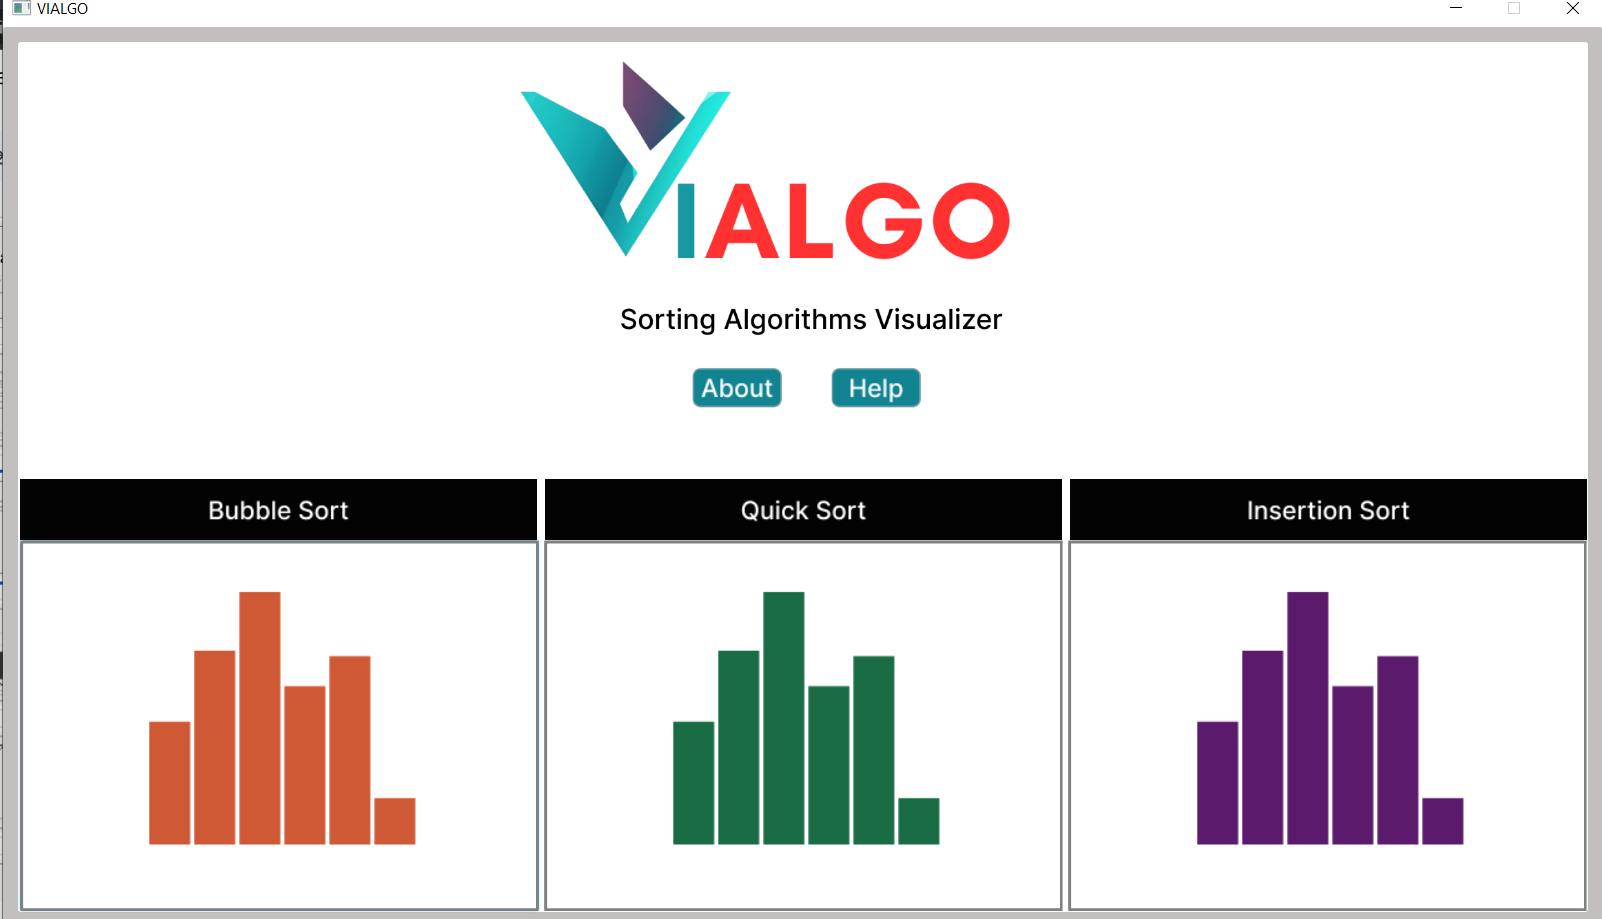 VIALGO
VIALGO
Sorting Algorithms Visualizer
About Help
Bubble Sort Quick Sort Insertion Sort